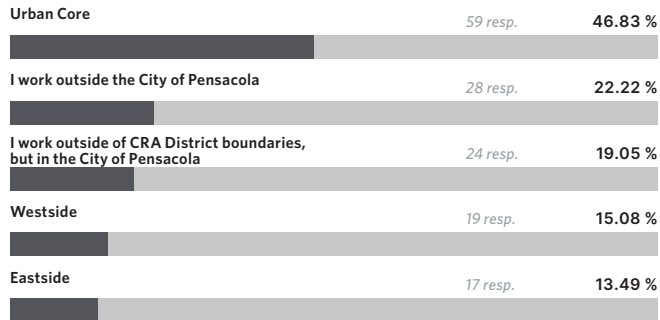 Urban Core 59 resp. 46.83 %
I work outside the City of Pensacola 28 resp. 22.22 %
I work outside of CRA District boundaries,
but in the City of Pensacola 24 resp. 19.05 %
Westside 19 resp. 15.08 %
Eastside 17 resp. 13.49 %